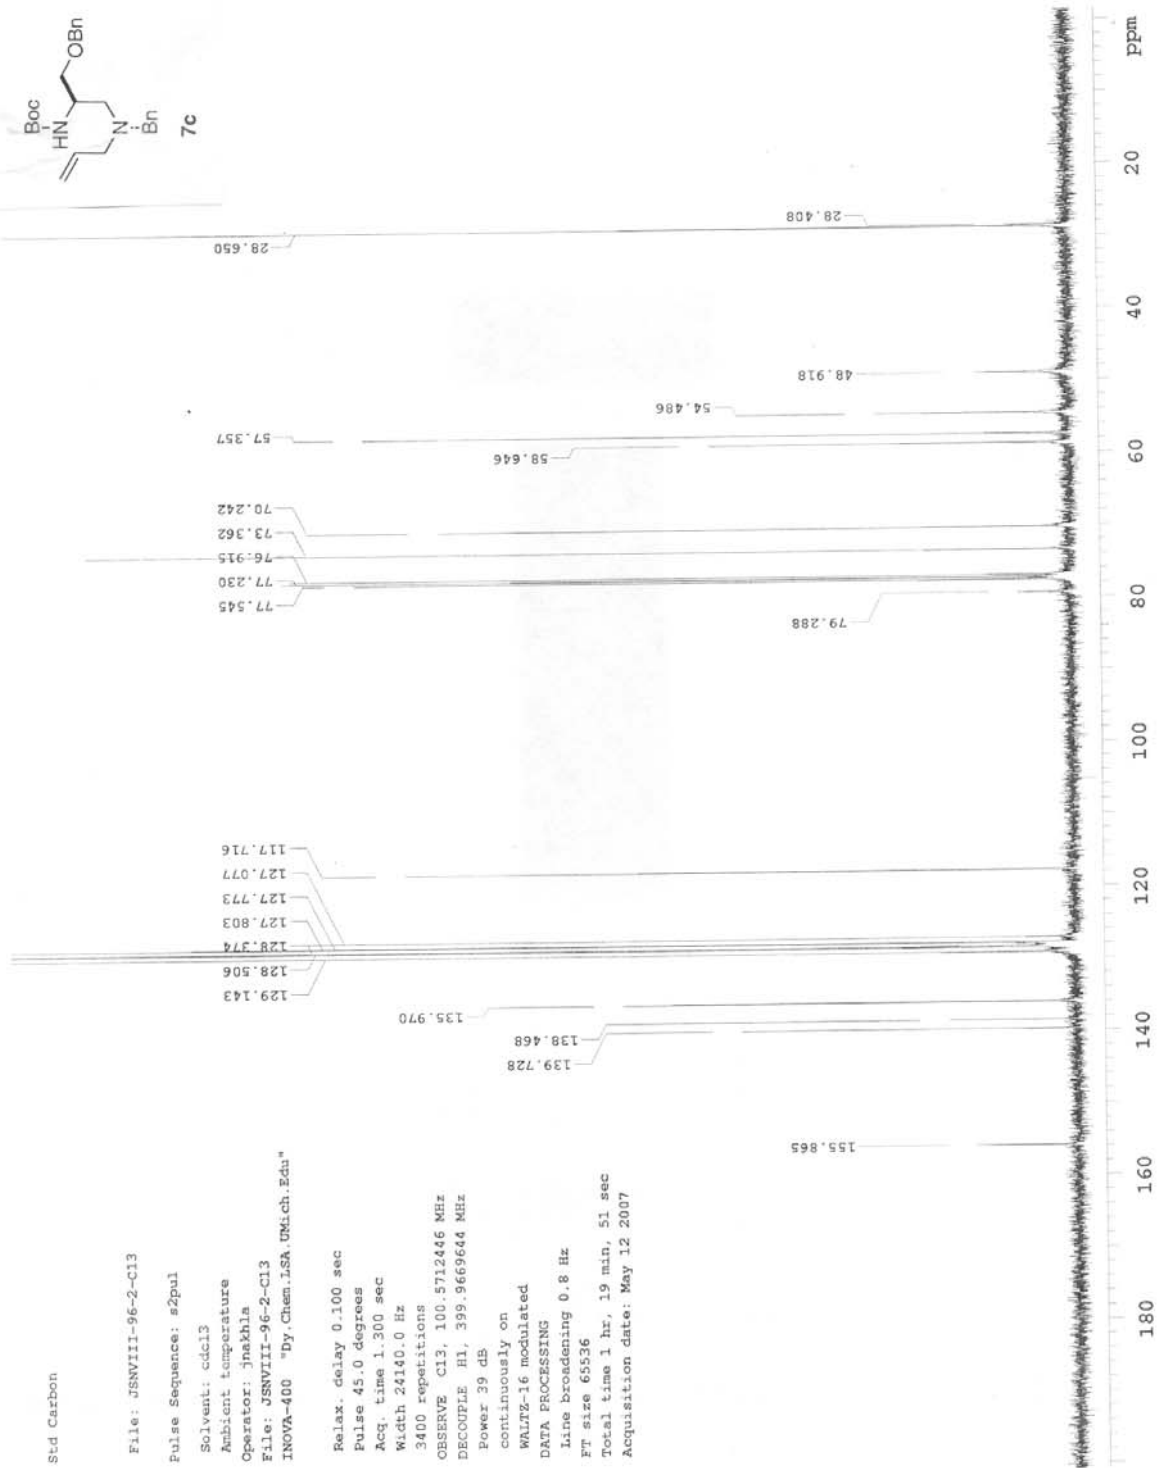 Std Carbon
File: JSNVIII-96-2-C13
Pulse Sequence: s2pul
Solvent: cdcl3
Ambient temperature
Operator: jnakhla
File: JSNVIII-96-2-C13
INOVA-400 "Dy.Chem.LSA.UMich.Edu"
Relax. delay 0.100 sec
Pulse 45.0 degrees
Acq. time 1.300 sec
Width 24140.0 Hz
3400 repetitions
OBSERVE C13, 100.5712446 MHz
DECOUPLE H1, 399.9669644 MHz
Power 39 dB
continuously on
WALTZ-16 modulated
DATA PROCESSING
Line broadening 0.8 Hz
FT size 65536
Total time 1 hr, 19 min, 51 sec
Acquisition date: May 12 2007
Boc
HN
OBn
N
Bn
7c
155.865
139.728
138.468
135.970
129.143
128.506
128.374
127.803
127.773
127.077
117.716
79.288
77.545
77.230
76.915
73.362
70.242
58.646
57.357
54.486
48.918
28.650
28.408
180 160 140 120 100 80 60 40 20 ppm